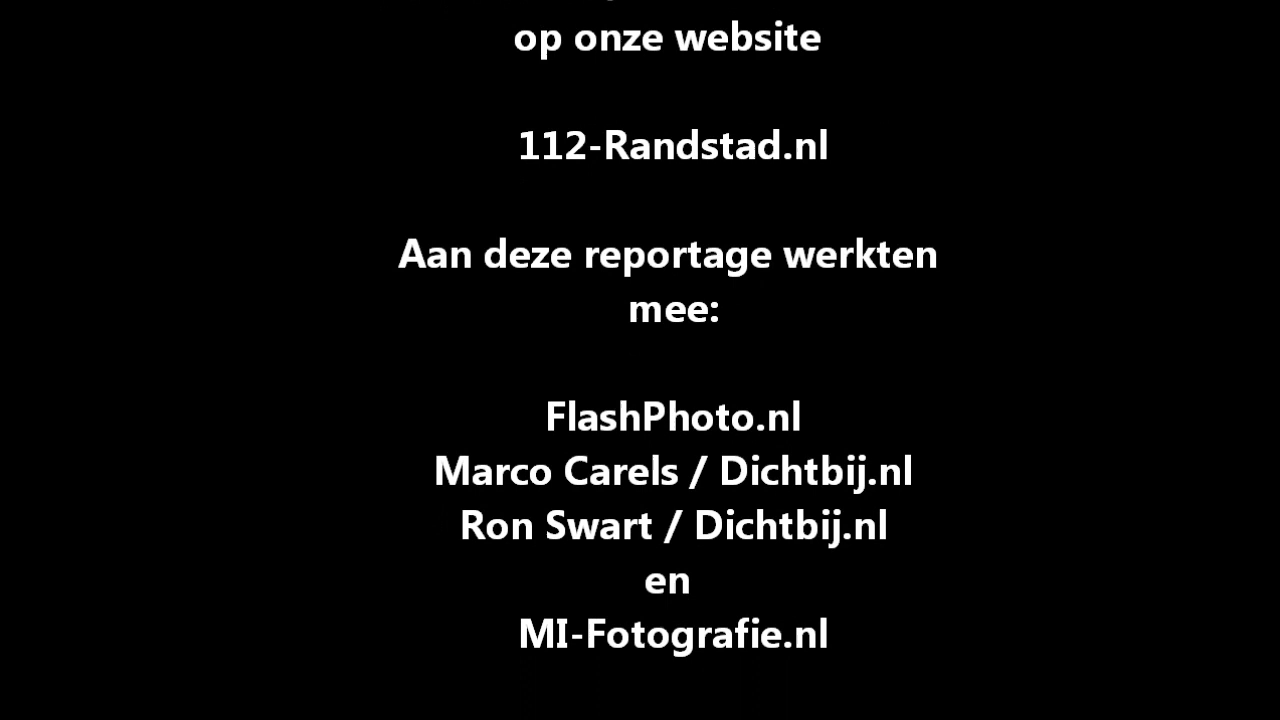 op onze website
112-Randstad.nl
Aan deze reportage werkten
mee:
FlashPhoto.nl
Marco Carels / Dichtbij.nl
Ron Swart / Dichtbij.nl
en
MI-Fotografie.nl